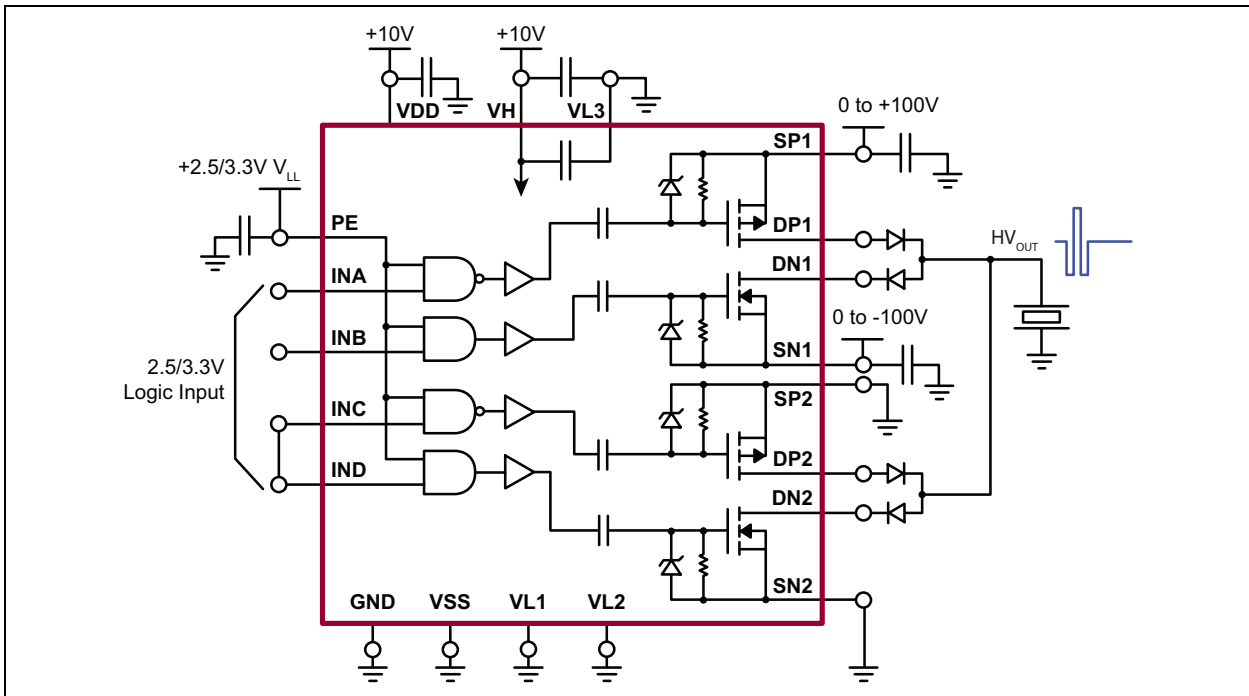 +10V
+10V
VDD
VH
VL3
0 to +100V
SP1
+2.5/3.3V V_LL
PE
DP1
HV_OUT
INA
DN1
0 to -100V
INB
SN1
2.5/3.3V
Logic Input
SP2
INC
DP2
IND
DN2
SN2
GND
VSS
VL1
VL2